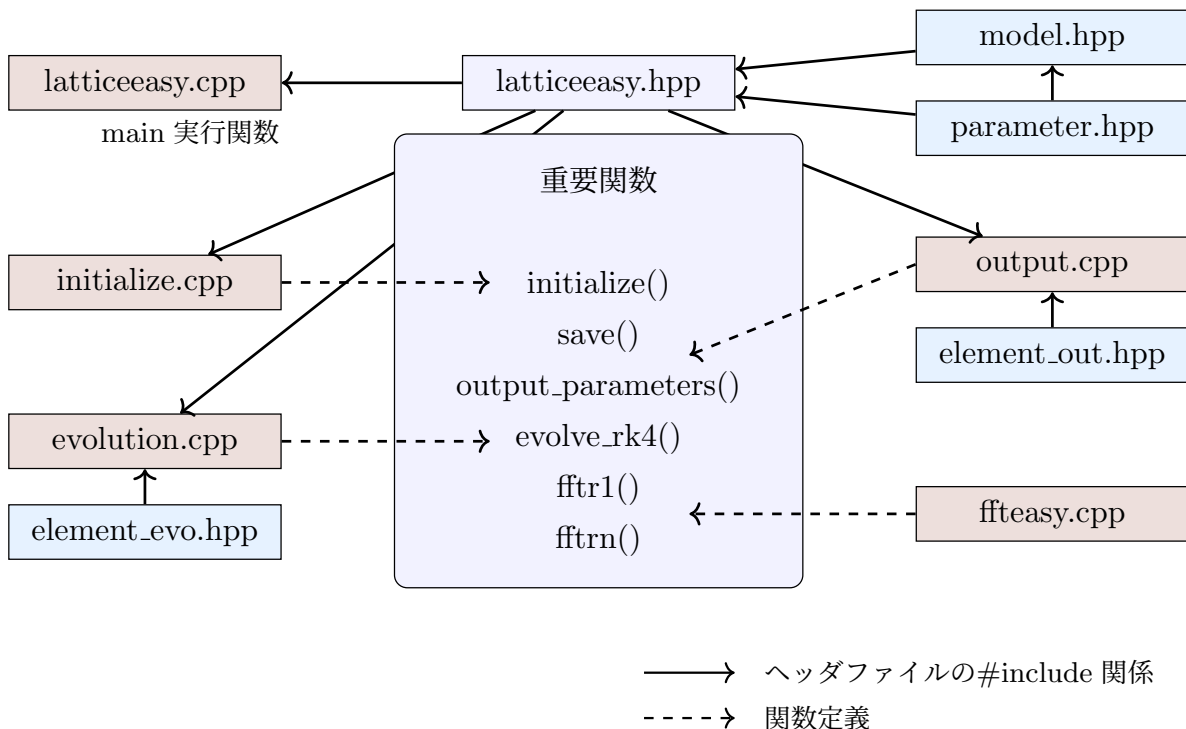 model.hpp
latticeeasy.cpp
latticeeasy.hpp
main 実行関数
parameter.hpp
重要関数
initialize.cpp
initialize()
output.cpp
save()
element_out.hpp
output_parameters()
evolution.cpp
evolve_rk4()
fftr1()
element_evo.hpp
ffteasy.cpp
fftrn()
ヘッダファイルの#include 関係
関数定義